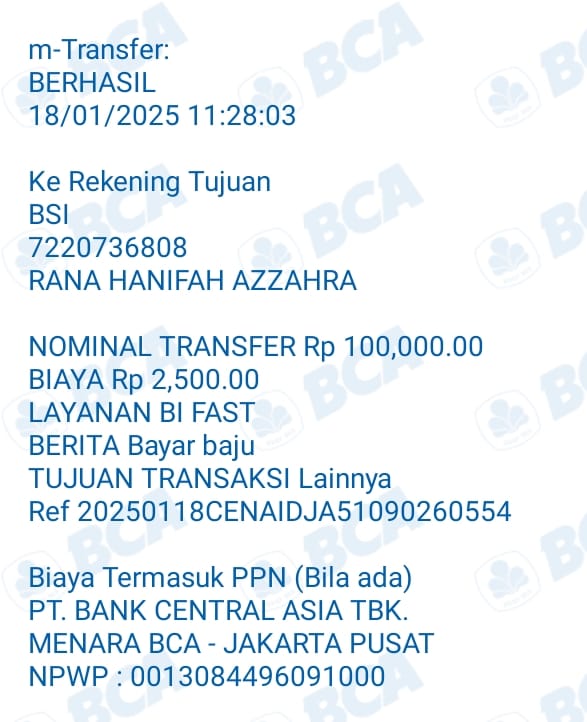 m-Transfer:
BERHASIL
18/01/2025 11:28:03
Ke Rekening Tujuan
BSI
7220736808
RANA HANIFAH AZZAHRA
NOMINAL TRANSFER Rp 100,000.00
BIAYA Rp 2,500.00
LAYANAN BI FAST
BERITA Bayar baju
TUJUAN TRANSAKSI Lainnya
Ref 20250118CENAIDJA51090260554
Biaya Termasuk PPN (Bila ada)
PT. BANK CENTRAL ASIA TBK.
MENARA BCA - JAKARTA PUSAT
NPWP : 0013084496091000